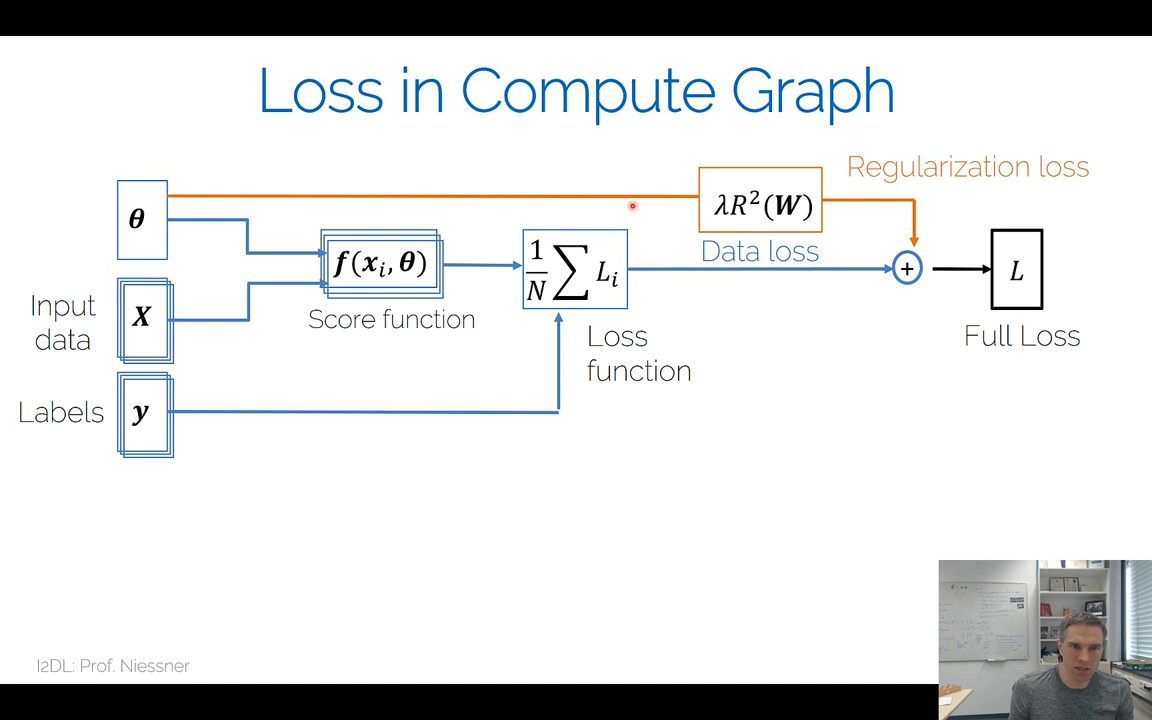 Loss in Compute Graph
Regularization loss
θ
λR²(W)
Data loss
f(xᵢ, θ)
1/N ∑ Lᵢ
+
L
Input
data
X
Score function
Loss
function
Full Loss
Labels
y
I2DL: Prof. Niessner